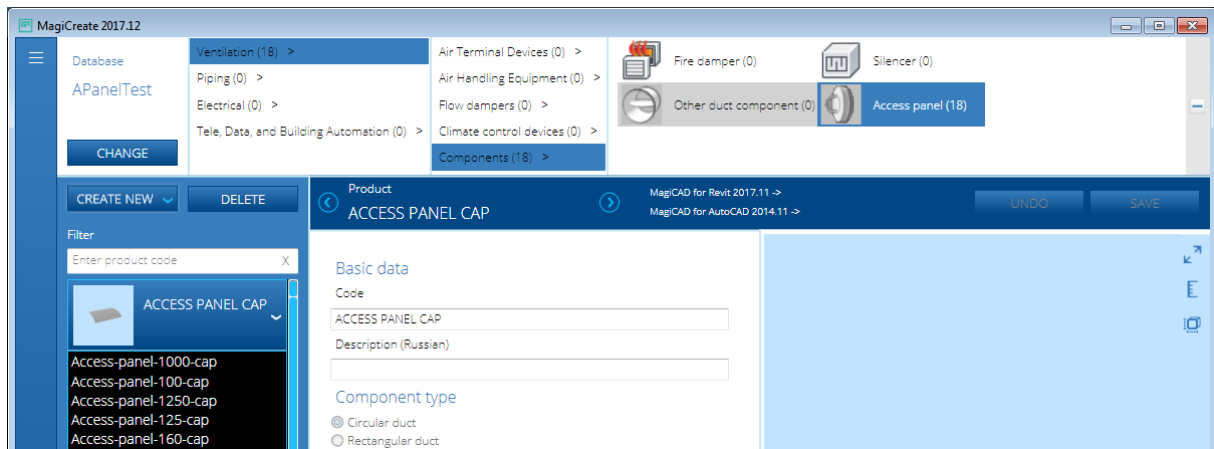 MagiCreate 2017.12
Database
APanelTest
CHANGE
Ventilation (18) >
Piping (0) >
Electrical (0) >
Tele, Data, and Building Automation (0) >
Air Terminal Devices (0) >
Air Handling Equipment (0) >
Flow dampers (0) >
Climate control devices (0) >
Components (18) >
Fire damper (0)
Silencer (0)
Other duct component (0)
Access panel (18)
CREATE NEW
DELETE
Filter
Enter product code X
ACCESS PANEL CAP
Access-panel-1000-cap
Access-panel-100-cap
Access-panel-1250-cap
Access-panel-125-cap
Access-panel-160-cap
Product
ACCESS PANEL CAP
MagiCAD for Revit 2017.11 ->
MagiCAD for AutoCAD 2014.11 ->
UNDO
SAVE
Basic data
Code
ACCESS PANEL CAP
Description (Russian)
Component type
Circular duct
Rectangular duct